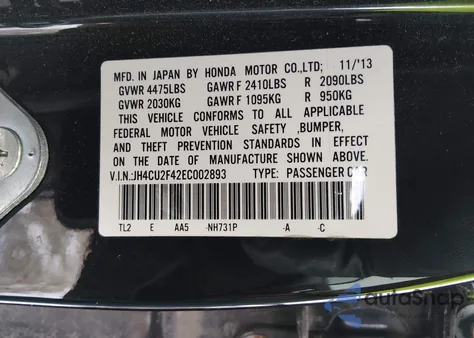 MFD. IN JAPAN BY HONDA MOTOR CO.,LTD; 11/'13
GVWR 4475LBS GAWR F 2410LBS R 2090LBS
GVWR 2030KG GAWR F 1095KG R 950KG
THIS VEHICLE CONFORMS TO ALL APPLICABLE
FEDERAL MOTOR VEHICLE SAFETY ,BUMPER,
AND THEFT PREVENTION STANDARDS IN EFFECT
ON THE DATE OF MANUFACTURE SHOWN ABOVE.
V.I.N.:JH4CU2F42EC002893 TYPE: PASSENGER CAR
TL2 E AA5 -NH731P -A -C
autoSnap